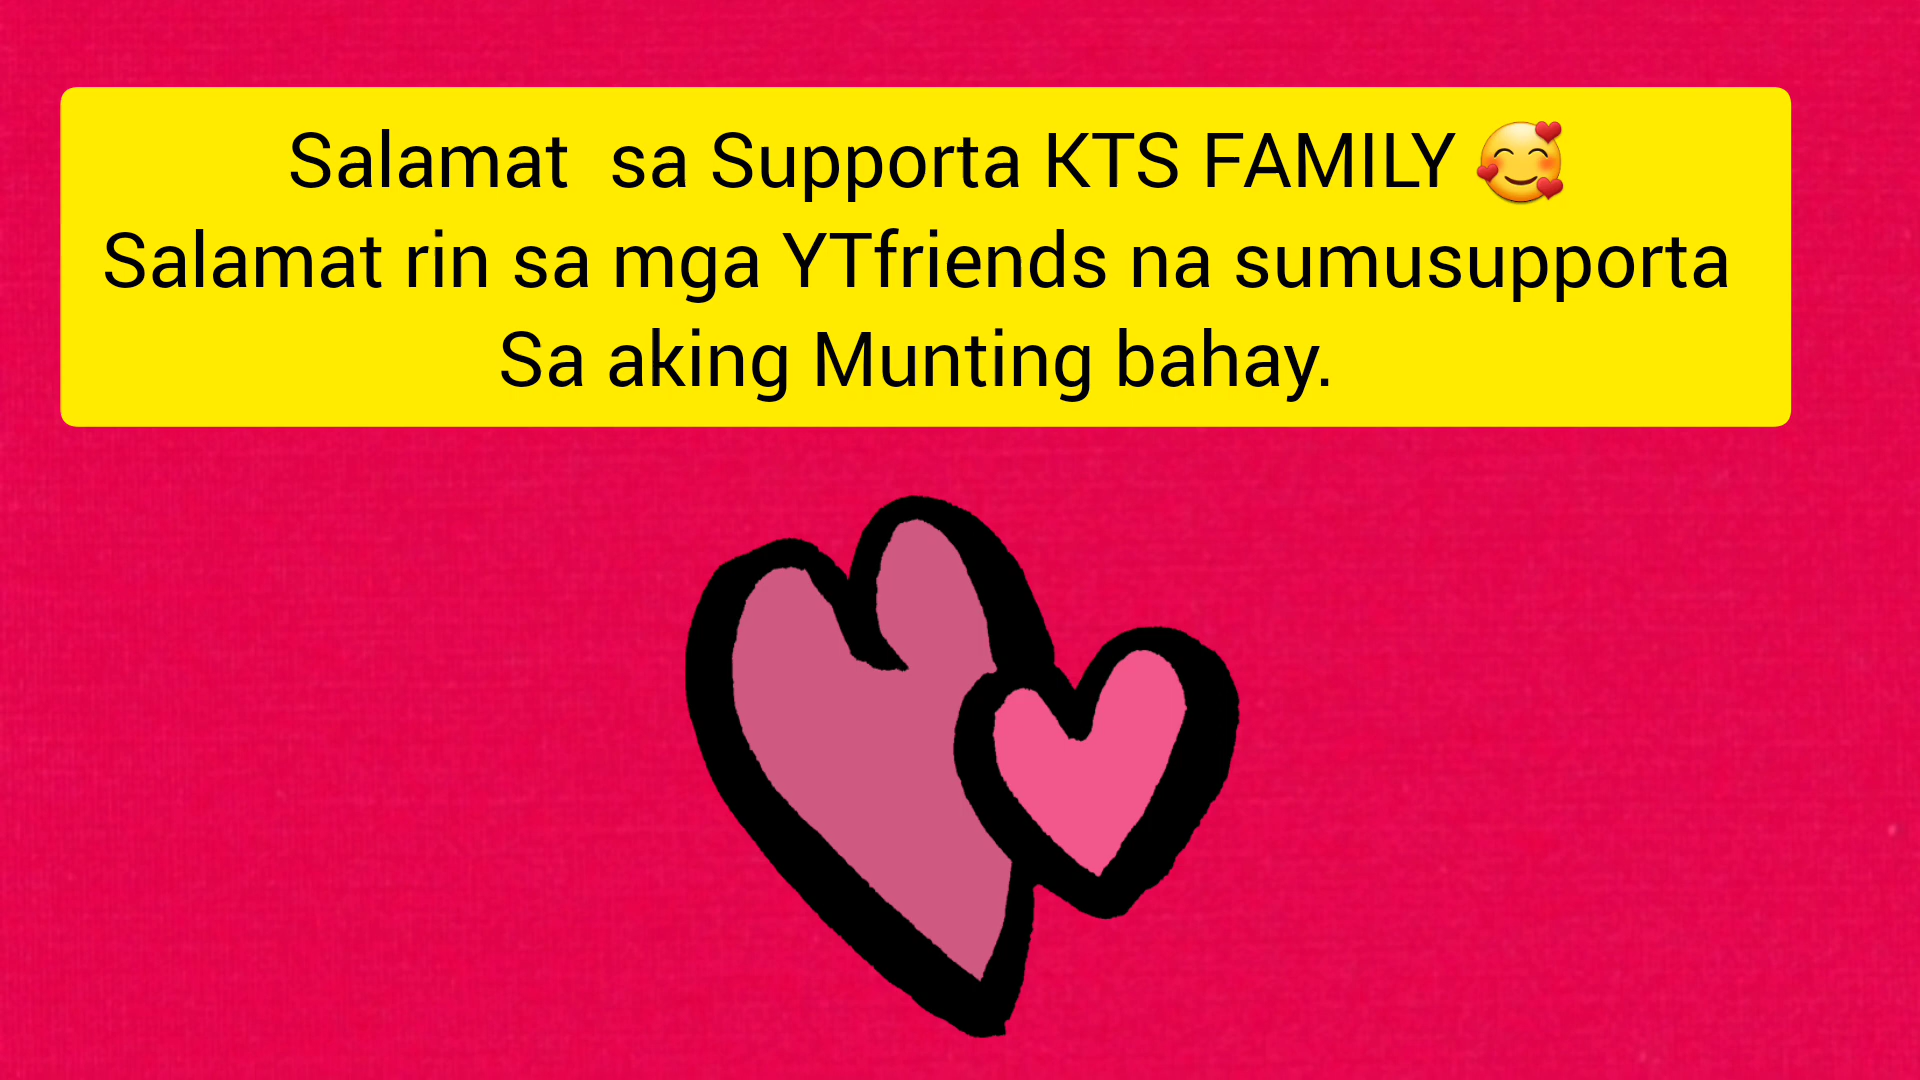 Salamat  sa Supporta KTS FAMILY 🥰
Salamat rin sa mga YTfriends na sumusupporta
Sa aking Munting bahay.